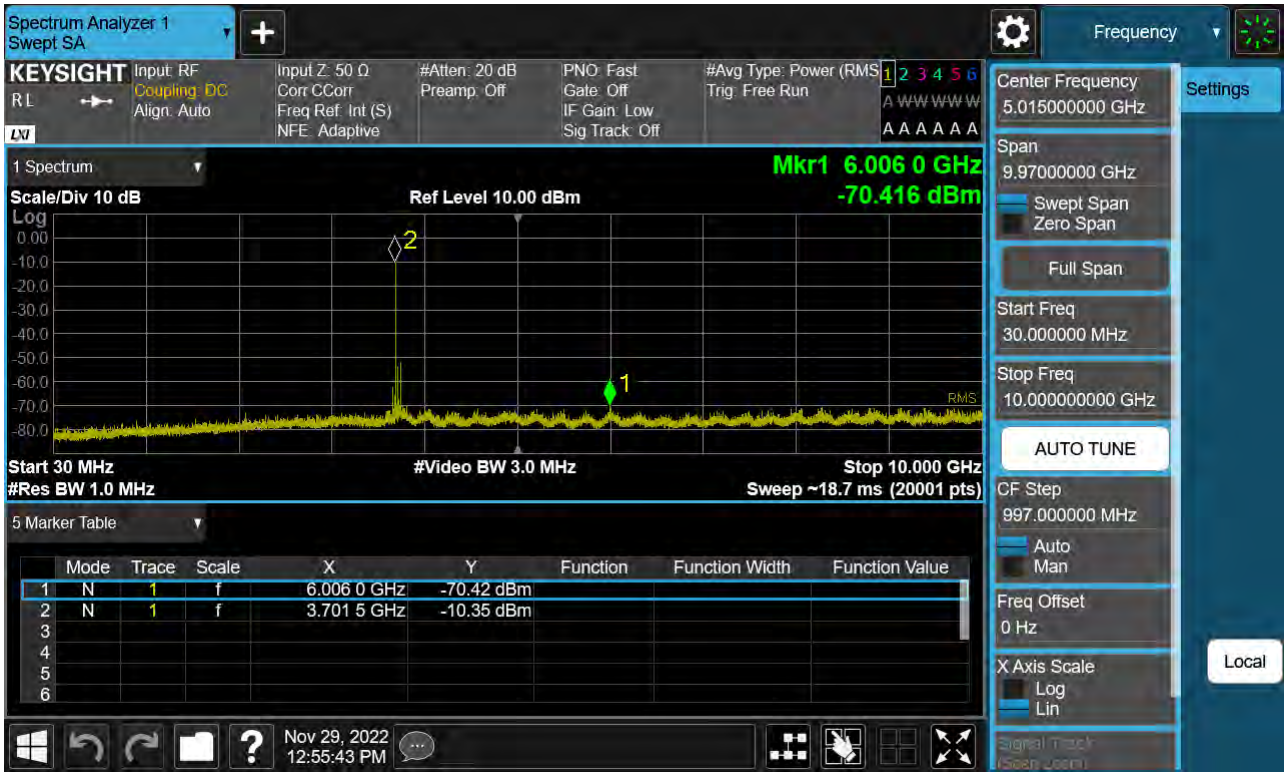 Spectrum Analyzer 1
Swept SA
+
Frequency
KEYSIGHT
RL
LXI
Input: RF
Coupling: DC
Align: Auto
Input Z: 50 Ω
Corr CCorr
Freq Ref: Int (S)
NFE: Adaptive
#Atten: 20 dB
Preamp: Off
PNO: Fast
Gate: Off
IF Gain: Low
Sig Track: Off
#Avg Type: Power (RMS
Trig: Free Run
1 2 3 4 5 6
A W W W W W
A A A A A A
1 Spectrum
Mkr1 6.006 0 GHz
Scale/Div 10 dB
Ref Level 10.00 dBm
-70.416 dBm
Log
0.00
-10.0
-20.0
-30.0
-40.0
-50.0
-60.0
-70.0
-80.0
2
1
RMS
Start 30 MHz
#Video BW 3.0 MHz
Stop 10.000 GHz
#Res BW 1.0 MHz
Sweep ~18.7 ms (20001 pts)
5 Marker Table
Mode Trace Scale X Y Function Function Width Function Value
1 N 1 f 6.006 0 GHz -70.42 dBm
2 N 1 f 3.701 5 GHz -10.35 dBm
3
4
5
6
Nov 29, 2022
12:55:43 PM
?
Center Frequency
5.015000000 GHz
Span
9.97000000 GHz
Swept Span
Zero Span
Full Span
Start Freq
30.000000 MHz
Stop Freq
10.000000000 GHz
AUTO TUNE
CF Step
997.000000 MHz
Auto
Man
Freq Offset
0 Hz
X Axis Scale
Log
Lin
Signal Track
(Span Zoom)
Settings
Local